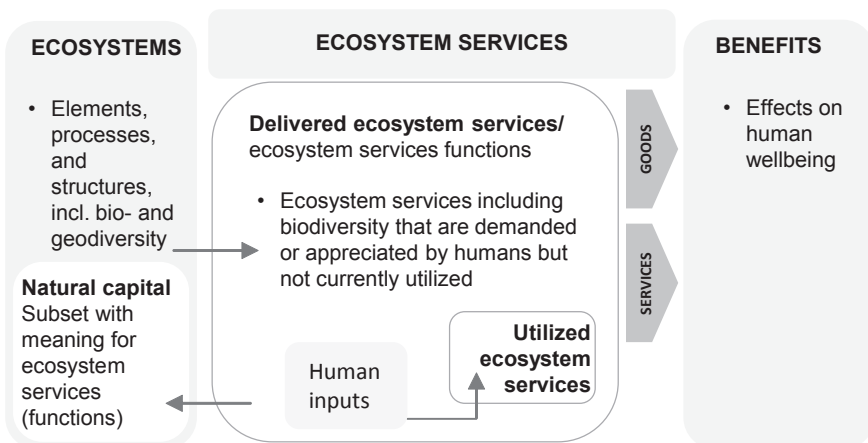 ECOSYSTEMS
• Elements,
processes,
and
structures,
incl. bio- and
geodiversity
Natural capital
Subset with
meaning for
ecosystem
services
(functions)
ECOSYSTEM SERVICES
Delivered ecosystem services/
ecosystem services functions
• Ecosystem services including
biodiversity that are demanded
or appreciated by humans but
not currently utilized
Human
inputs
Utilized
ecosystem
services
GOODS
SERVICES
BENEFITS
• Effects on
human
wellbeing